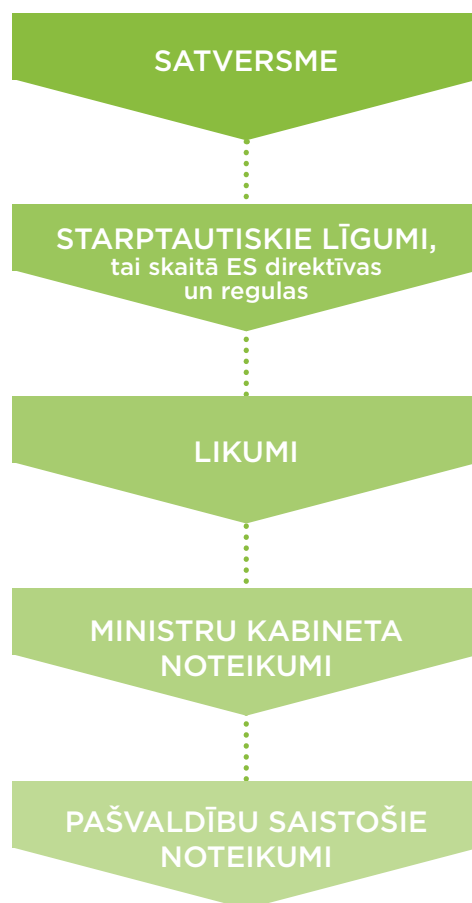 SATVERSME
STARPTAUTISKIE LĪGUMI,
tai skaitā ES direktīvas
un regulas
LIKUMI
MINISTRU KABINETA
NOTEIKUMI
PAŠVALDĪBU SAISTOŠIE
NOTEIKUMI